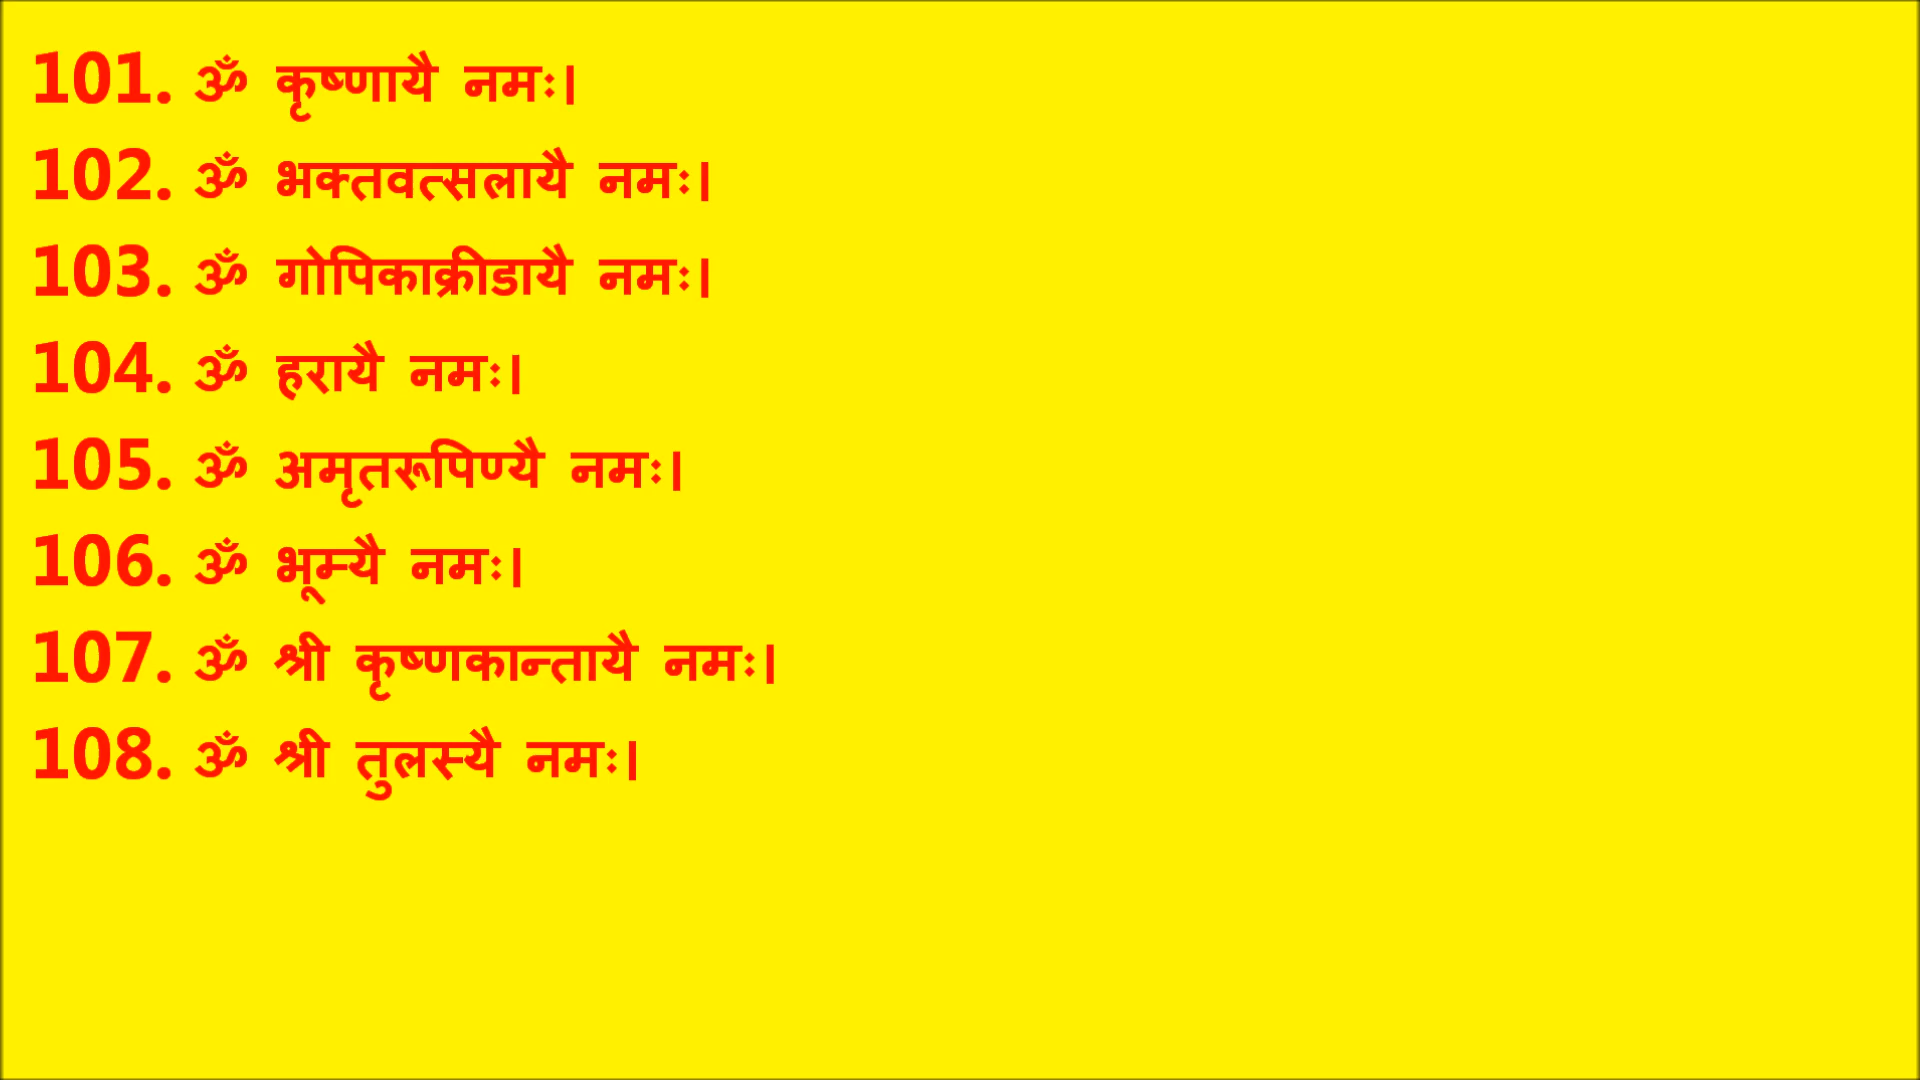 101. ॐ कृष्णायै नमः।
102. ॐ भक्तवत्सलायै नमः।
103. ॐ गोपिकाक्रीडायै नमः।
104. ॐ हरायै नमः।
105. ॐ अमृतरूपिण्यै नमः।
106. ॐ भूम्यै नमः।
107. ॐ श्री कृष्णकान्तायै नमः।
108. ॐ श्री तुलस्यै नमः।